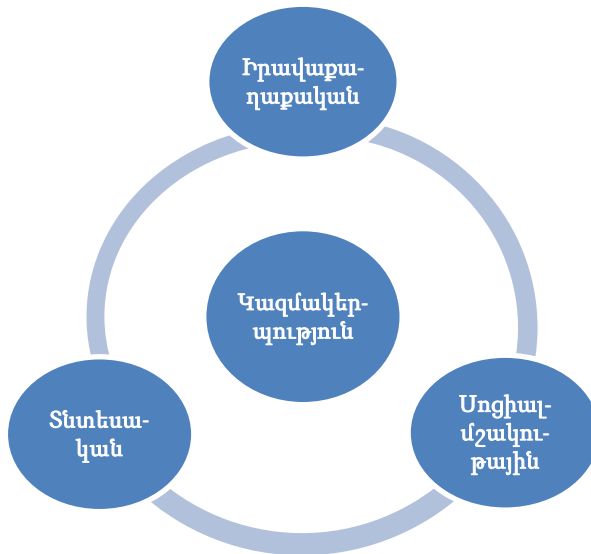 Իրավաքա-
ղաքական
Կազմակեր-
պություն
Տնտեսա-
կան
Սոցիալ-
մշակու-
թային